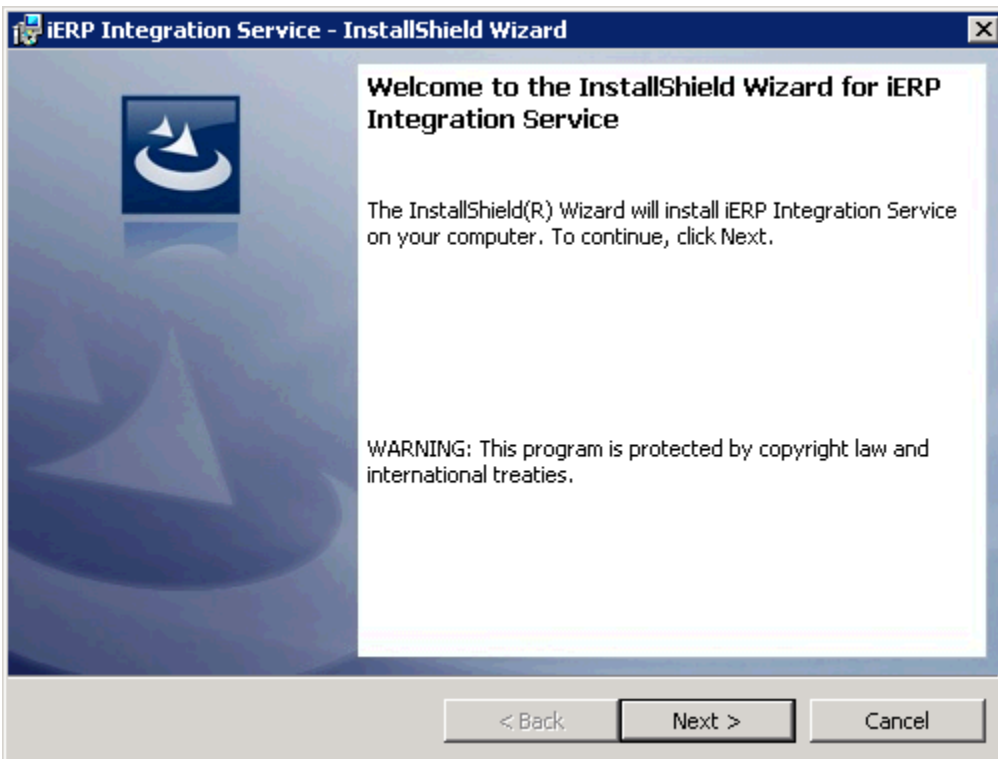 iERP Integration Service - InstallShield Wizard
Welcome to the InstallShield Wizard for iERP
Integration Service
The InstallShield(R) Wizard will install iERP Integration Service
on your computer. To continue, click Next.
WARNING: This program is protected by copyright law and
international treaties.
< Back
Next >
Cancel